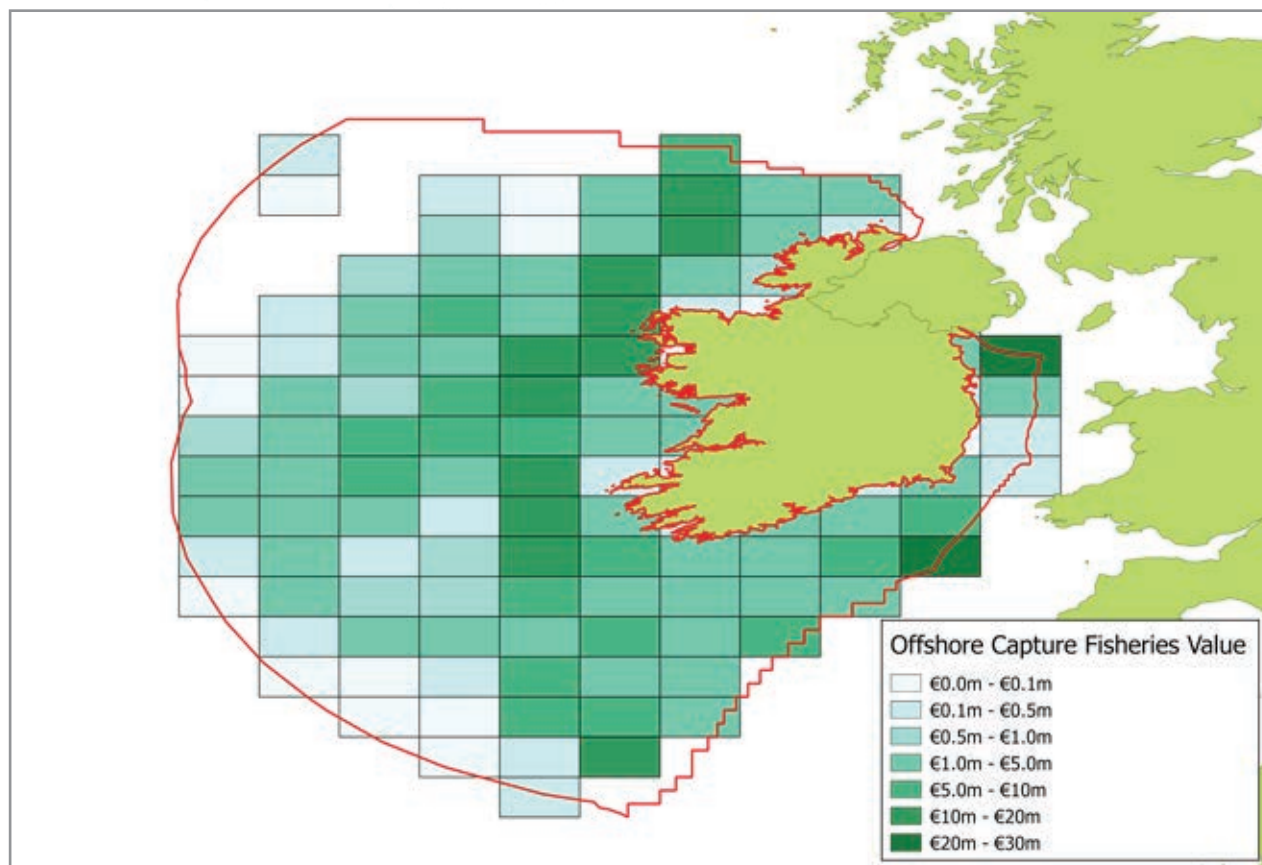 Offshore Capture Fisheries Value
€0.0m - €0.1m
€0.1m - €0.5m
€0.5m - €1.0m
€1.0m - €5.0m
€5.0m - €10m
€10m - €20m
€20m - €30m